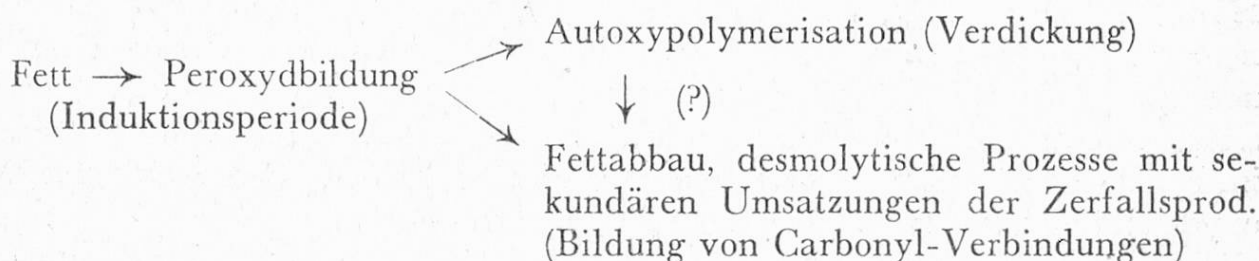 Autoxypolymerisation (Verdickung)
Fett → Peroxydbildung
(Induktionsperiode)
↓ (?)
Fettabbau, desmolytische Prozesse mit se-
kundären Umsatzungen der Zerfallsprod.
(Bildung von Carbonyl-Verbindungen)